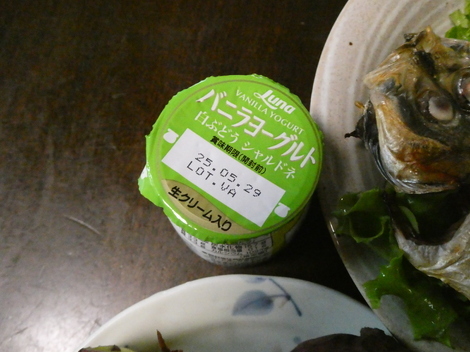 Luna
VANILLA YOGURT
バニラヨーグルト
白ぶどう シャルドネ
賞味期限(開封前)
25.05.29
LOT.VA
生クリーム入り